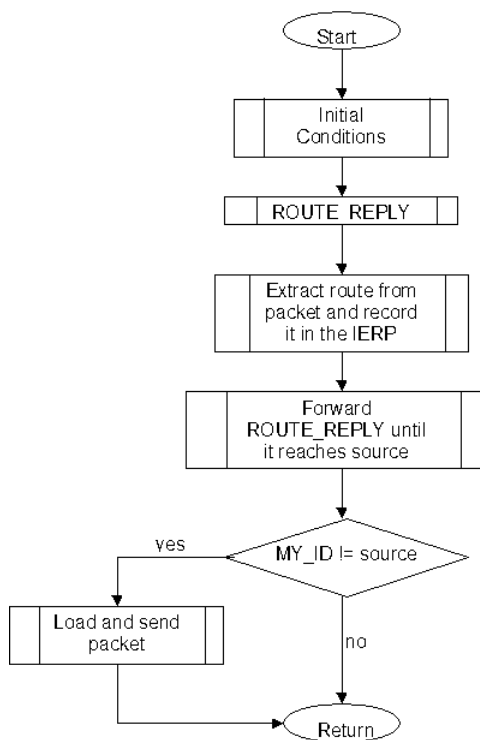 Start
Initial
Conditions
ROUTE_REPLY
Extract route from
packet and record
it in the IERP
Forward
ROUTE_REPLY until
it reaches source
MY_ID != source
yes
Load and send
packet
no
Return